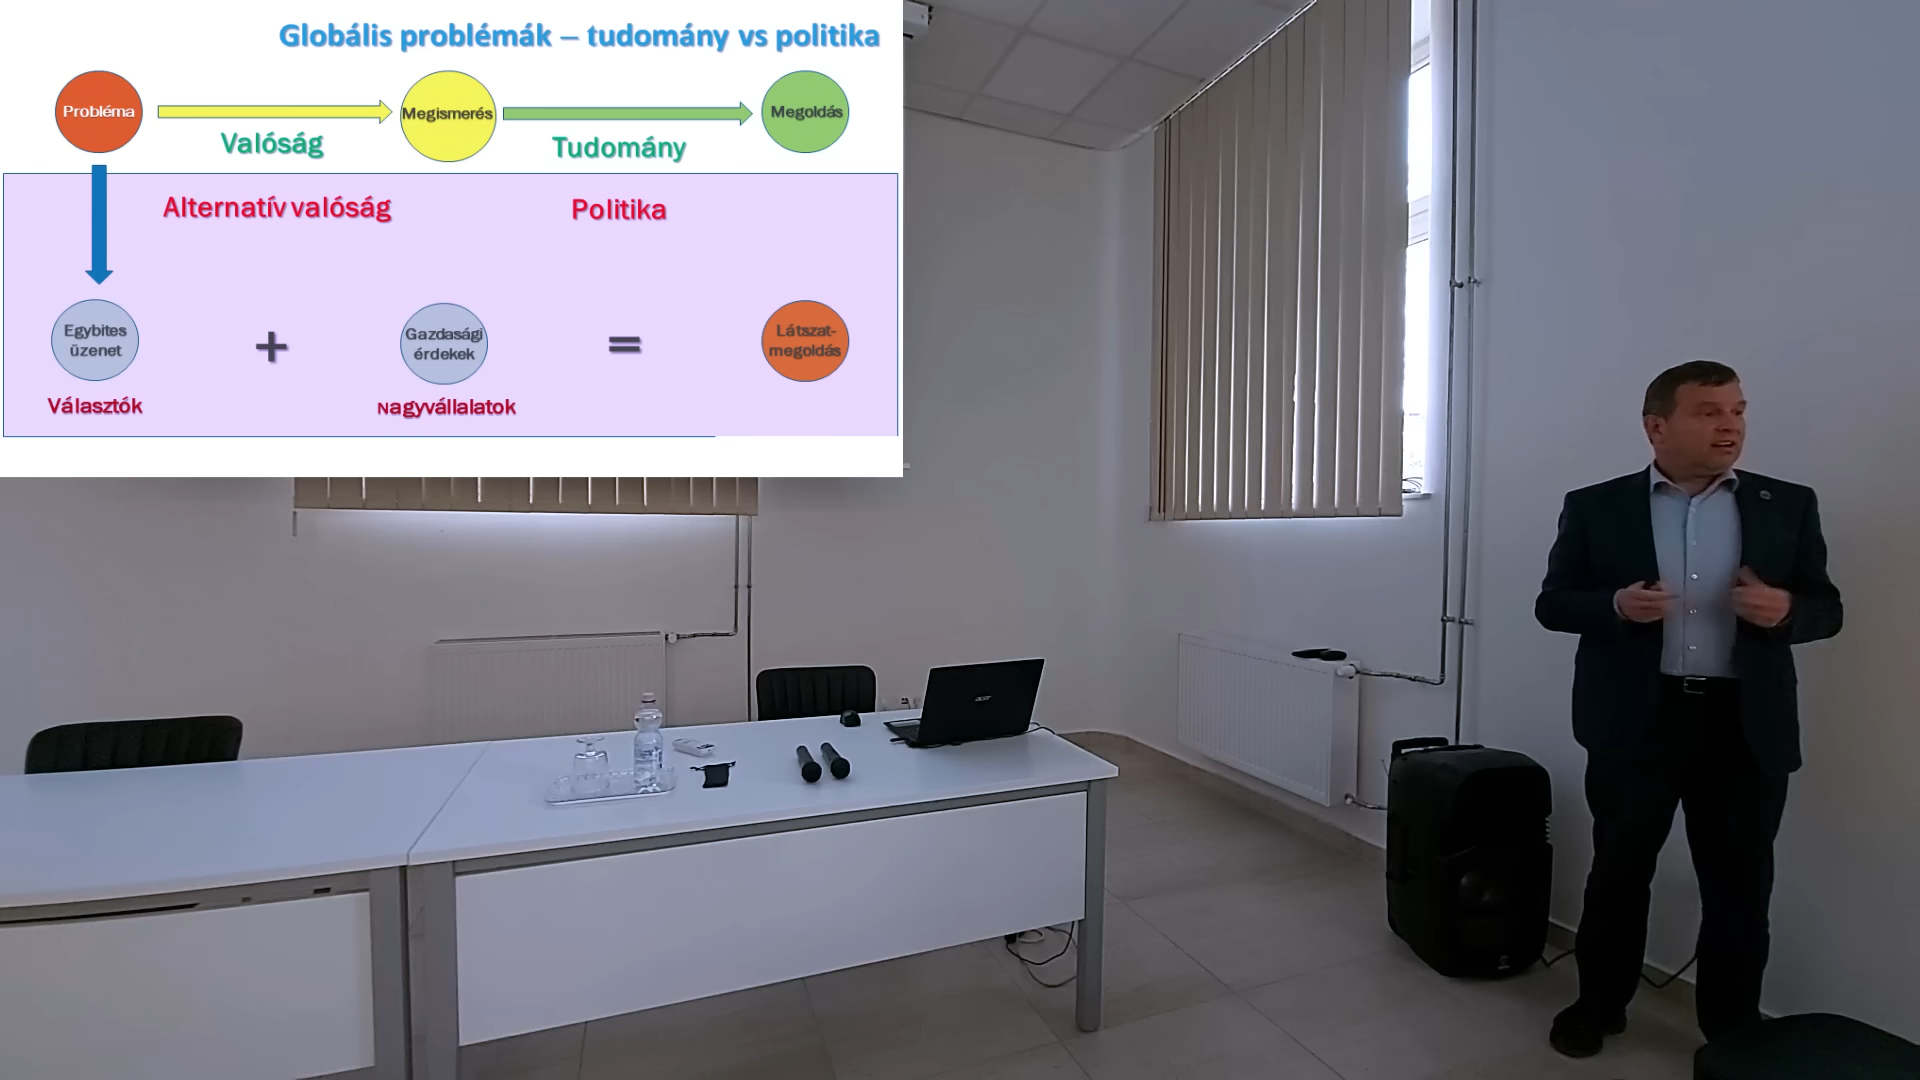 Globális problémák – tudomány vs politika
Probléma
Megismerés
Megoldás
Valóság
Tudomány
Alternatív valóság
Politika
Egybites
üzenet
+
Gazdasági
érdekek
=
Látszat-
megoldás
Választók
Nagyvállalatok
acer